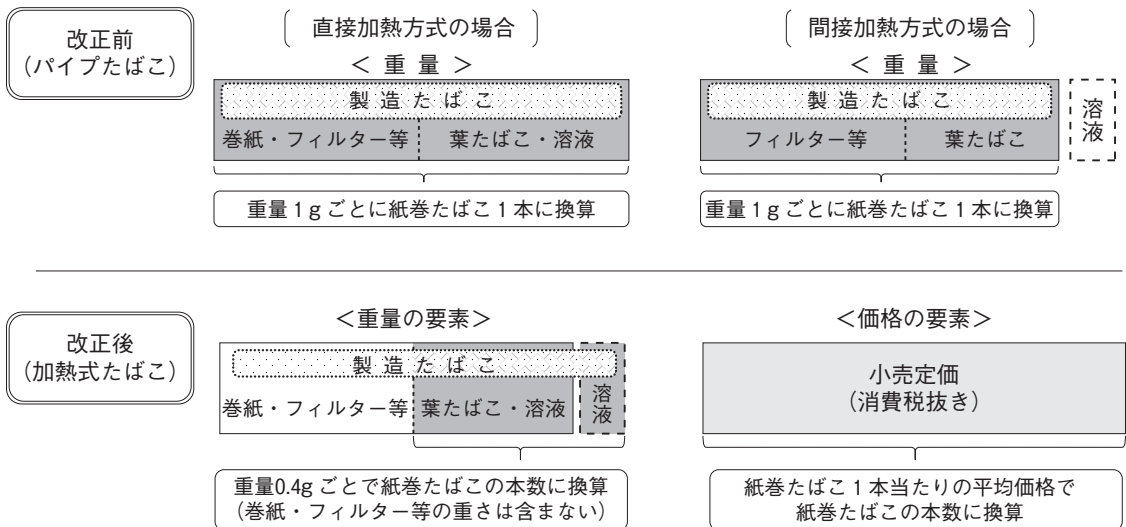 改正前
(パイプたばこ)
直接加熱方式の場合
＜重量＞
製造たばこ
巻紙・フィルター等
葉たばこ・溶液
重量1gごとに紙巻たばこ1本に換算
間接加熱方式の場合
＜重量＞
製造たばこ
フィルター等
葉たばこ
溶液
重量1gごとに紙巻たばこ1本に換算
改正後
(加熱式たばこ)
＜重量の要素＞
製造たばこ
巻紙・フィルター等
葉たばこ・溶液
溶液
重量0.4gごとで紙巻たばこの本数に換算
(巻紙・フィルター等の重さは含まない)
＜価格の要素＞
小売定価
(消費税抜き)
紙巻たばこ1本当たりの平均価格で
紙巻たばこの本数に換算